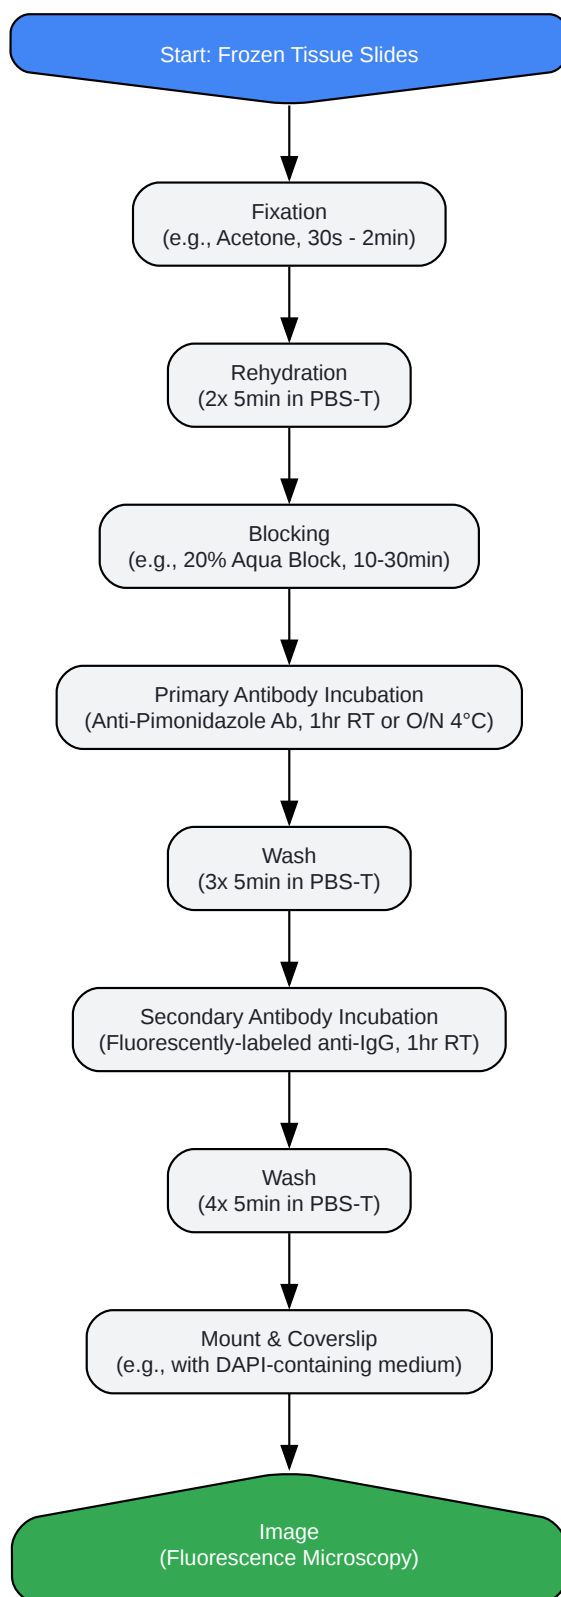 Start: Frozen Tissue Slides
Fixation
(e.g., Acetone, 30s - 2min)
Rehydration
(2x 5min in PBS-T)
Blocking
(e.g., 20% Aqua Block, 10-30min)
Primary Antibody Incubation
(Anti-Pimonidazole Ab, 1hr RT or O/N 4°C)
Wash
(3x 5min in PBS-T)
Secondary Antibody Incubation
(Fluorescently-labeled anti-IgG, 1hr RT)
Wash
(4x 5min in PBS-T)
Mount & Coverslip
(e.g., with DAPI-containing medium)
Image
(Fluorescence Microscopy)